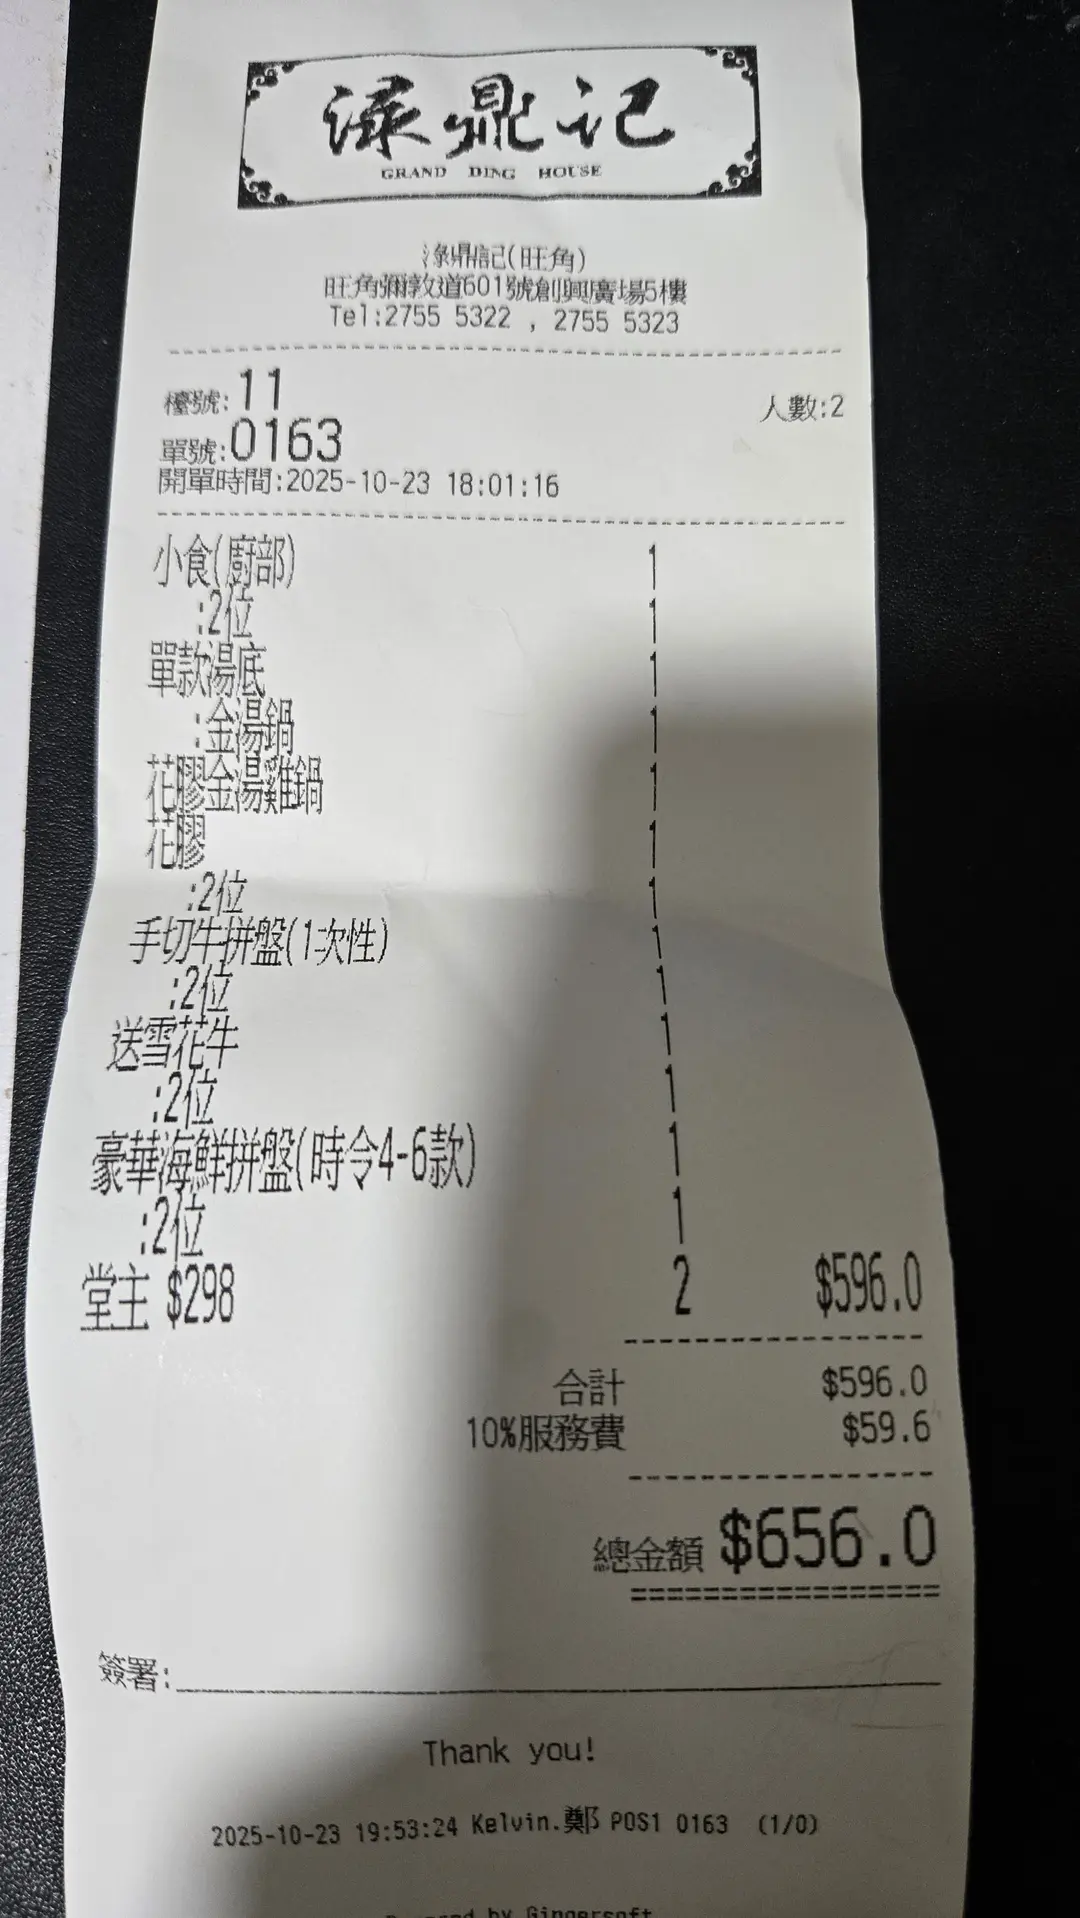 渌鼎记
GRAND DING HOUSE
渌鼎記(旺角)
旺角彌敦道601號創興廣場5樓
Tel:2755 5322 , 2755 5323
檯號:11 人數:2
單號:0163
開單時間:2025-10-23 18:01:16
小食(廚部) 1
:2位 1
單款湯底 1
:金湯鍋 1
花膠金湯雞鍋 1
花膠 1
:2位 1
手切牛拼盤(1次性) 1
:2位 1
送雪花牛 1
:2位 1
豪華海鮮拼盤(時令4-6款) 1
:2位 1
堂主 $298 2 $596.0
合計 $596.0
10%服務費 $59.6
總金額 $656.0
簽署:
Thank you!
2025-10-23 19:53:24 Kelvin.鄭 POS1 0163 (1/0)
Powered by Gingersoft